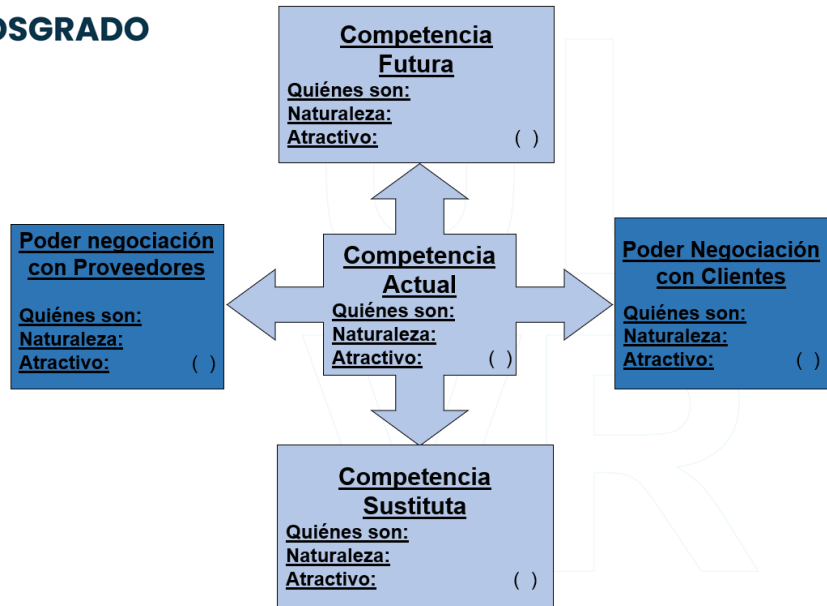 OSGRADO
Competencia
Futura
Quiénes son:
Naturaleza:
Atractivo: ( )
Poder negociación
con Proveedores
Quiénes son:
Naturaleza:
Atractivo: ( )
Competencia
Actual
Quiénes son:
Naturaleza:
Atractivo: ( )
Poder Negociación
con Clientes
Quiénes son:
Naturaleza:
Atractivo: ( )
Competencia
Sustituta
Quiénes son:
Naturaleza:
Atractivo: ( )